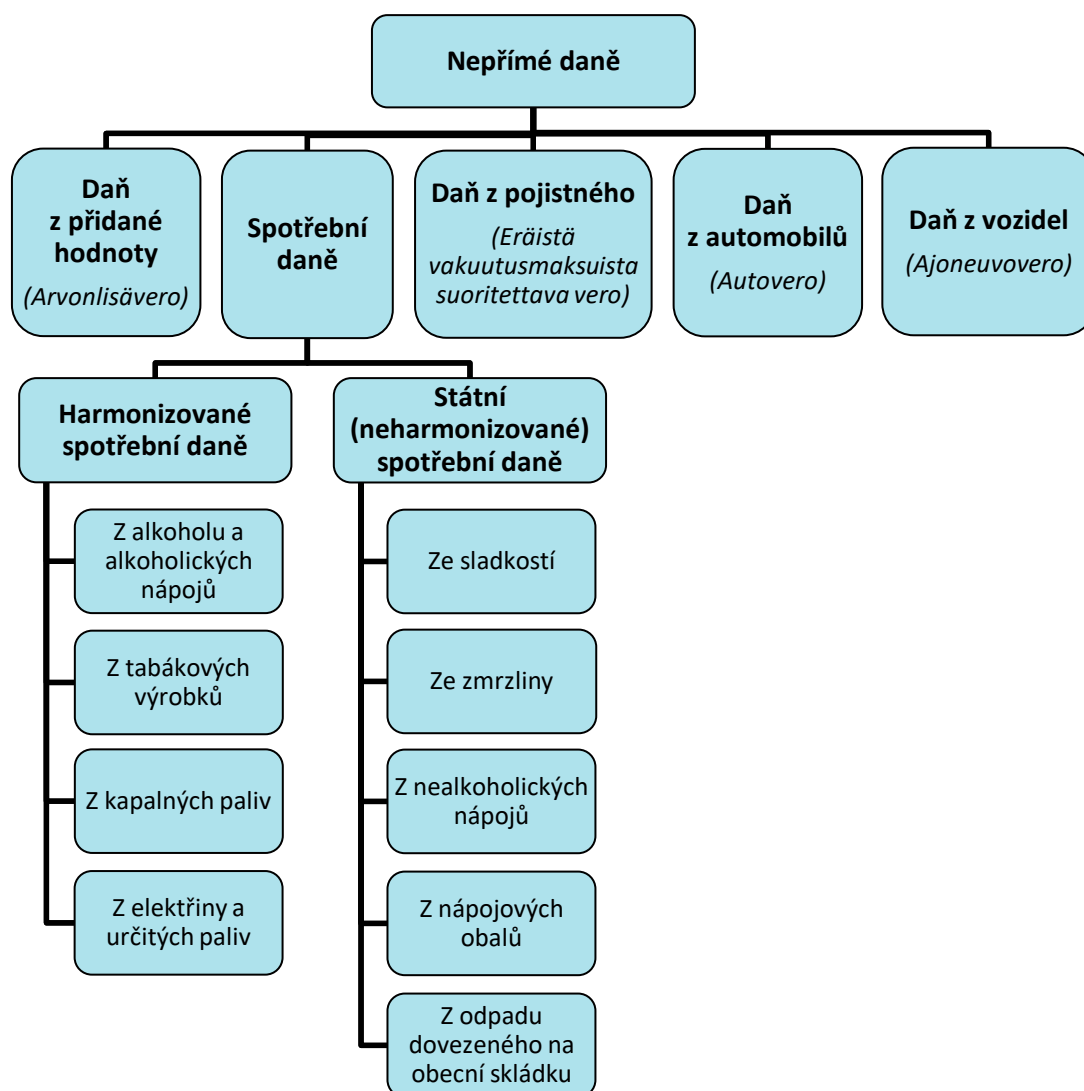 Nepřímé daně
Daň
z přidané
hodnoty
(Arvonlisävero)
Spotřební
daně
Daň z pojistného
(Eräistä
vakuutusmaksuista
suoritettava vero)
Daň
z automobilů
(Autovero)
Daň z vozidel
(Ajoneuvovero)
Harmonizované
spotřební daně
Z alkoholu a
alkoholických
nápojů
Z tabákových
výrobků
Z kapalných paliv
Z elektřiny a
určitých paliv
Státní
(neharmonizované)
spotřební daně
Ze sladkostí
Ze zmrzliny
Z nealkoholických
nápojů
Z nápojových
obalů
Z odpadu
dovezeného na
obecní skládku